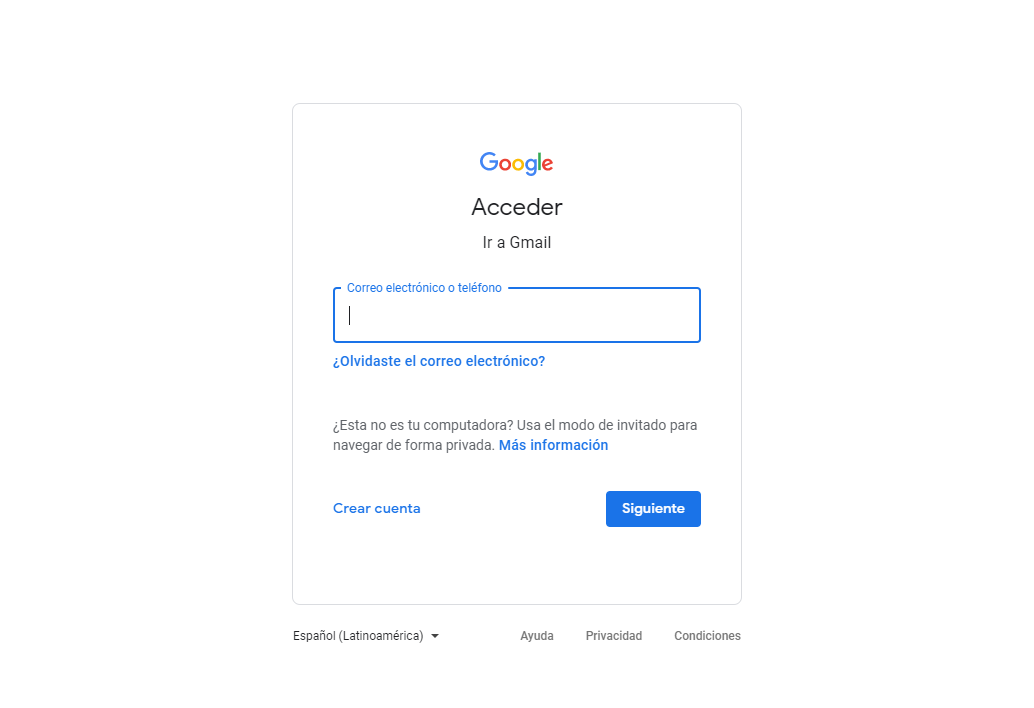 Google
Acceder
Ir a Gmail
Correo electrónico o teléfono
¿Olvidaste el correo electrónico?
¿Esta no es tu computadora? Usa el modo de invitado para
navegar de forma privada. Más información
Crear cuenta
Siguiente
Español (Latinoamérica)
Ayuda
Privacidad
Condiciones